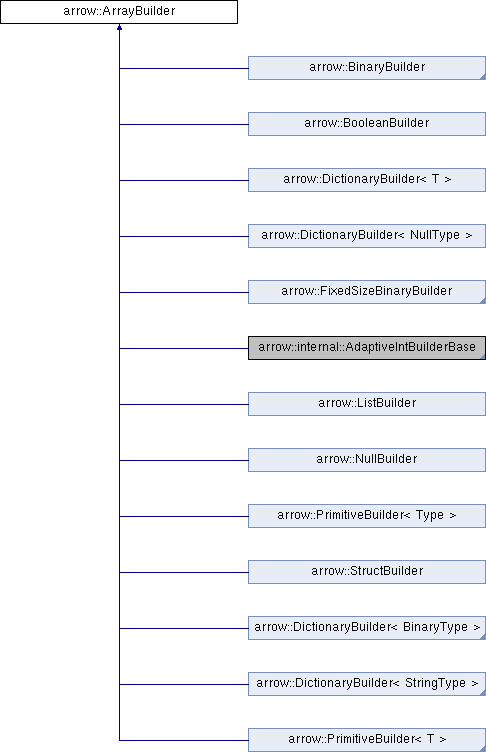 arrow::ArrayBuilder
arrow::BinaryBuilder
arrow::BooleanBuilder
arrow::DictionaryBuilder< T >
arrow::DictionaryBuilder< NullType >
arrow::FixedSizeBinaryBuilder
arrow::internal::AdaptiveIntBuilderBase
arrow::ListBuilder
arrow::NullBuilder
arrow::PrimitiveBuilder< Type >
arrow::StructBuilder
arrow::DictionaryBuilder< BinaryType >
arrow::DictionaryBuilder< StringType >
arrow::PrimitiveBuilder< T >